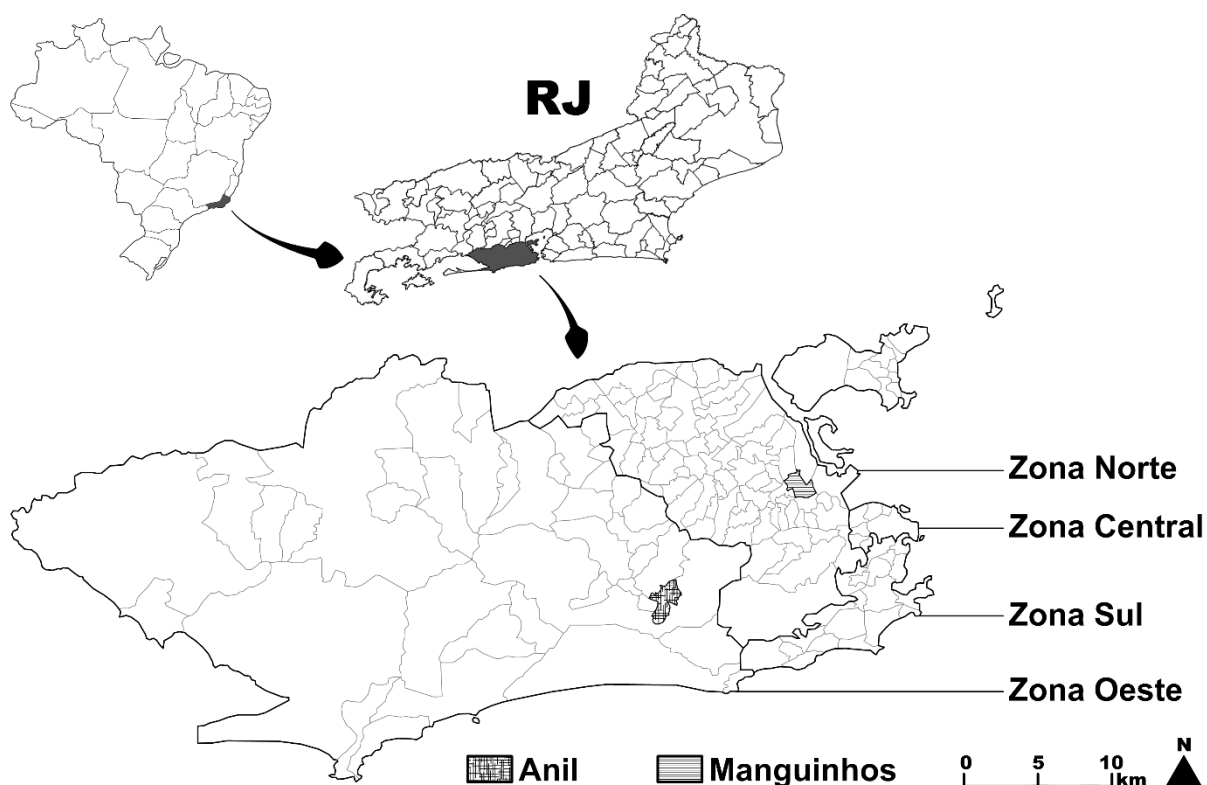 RJ
Zona Norte
Zona Central
Zona Sul
Zona Oeste
Anil
Manguinhos
0 5 10
km
N